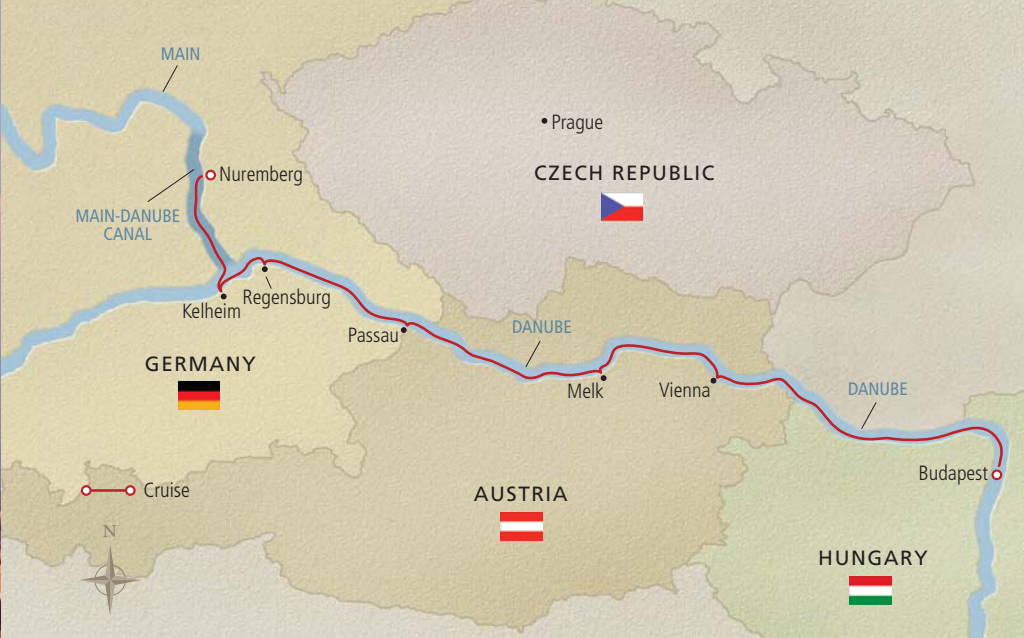 MAIN
Prague
CZECH REPUBLIC
Nuremberg
MAIN-DANUBE
CANAL
Regensburg
Kelheim
Passau
DANUBE
GERMANY
Melk
Vienna
DANUBE
Budapest
Cruise
AUSTRIA
N
HUNGARY